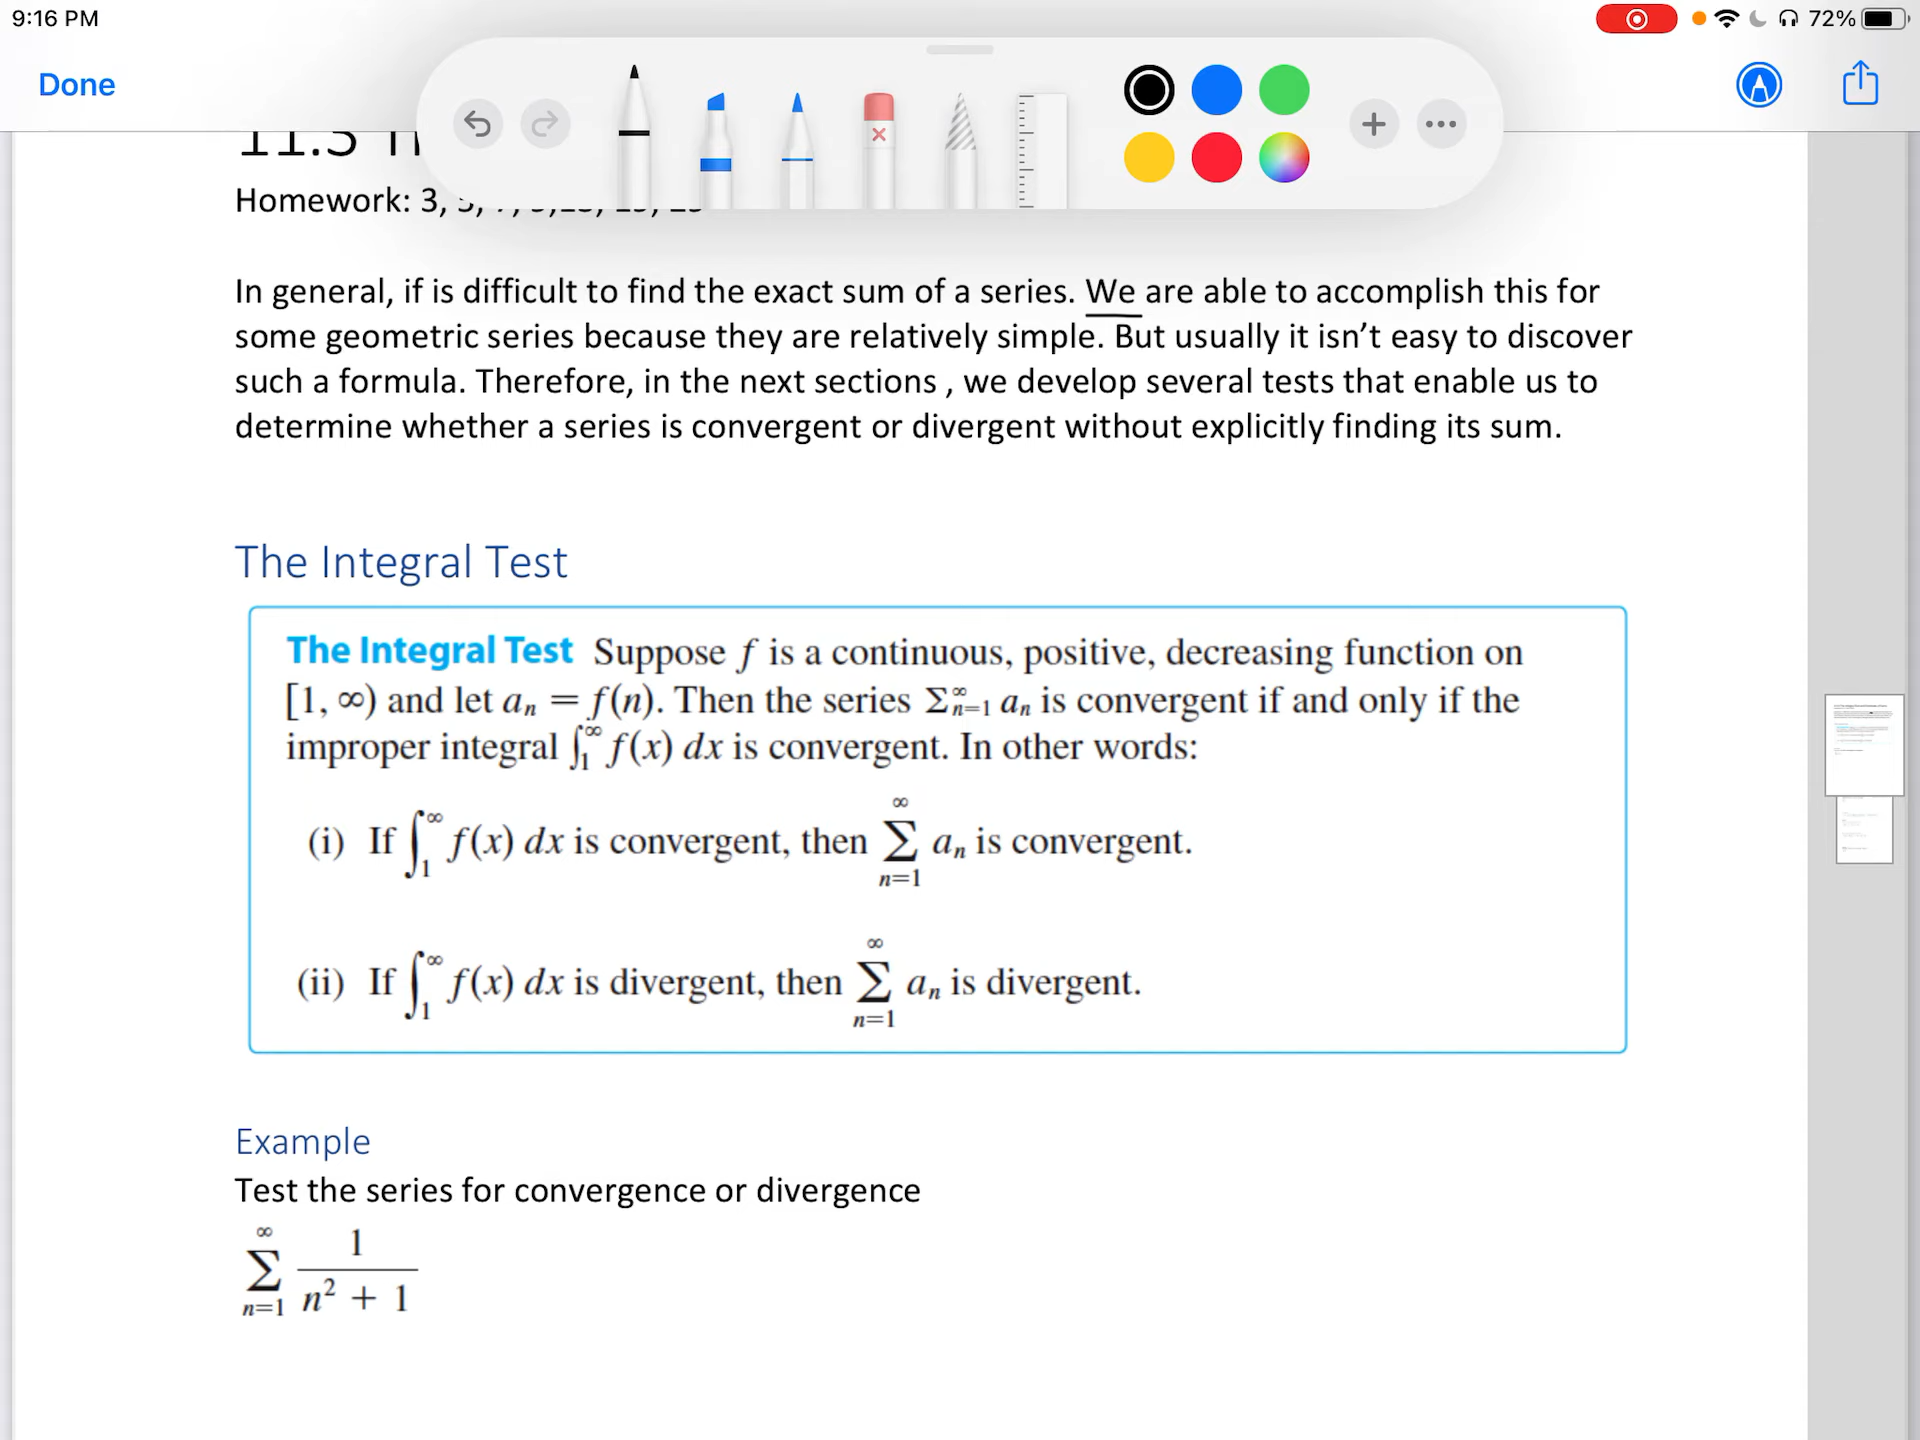 9:16 PM
72%
Done
11.3
Homework: 3,
In general, if is difficult to find the exact sum of a series. We are able to accomplish this for
some geometric series because they are relatively simple. But usually it isn’t easy to discover
such a formula. Therefore, in the next sections , we develop several tests that enable us to
determine whether a series is convergent or divergent without explicitly finding its sum.
The Integral Test
The Integral Test Suppose f is a continuous, positive, decreasing function on
[1, ∞) and let aₙ = f(n). Then the series Σ∞n=1 aₙ is convergent if and only if the
improper integral ∫₁^∞ f(x) dx is convergent. In other words:
(i) If ∫₁^∞ f(x) dx is convergent, then ∞Σn=1 aₙ is convergent.
(ii) If ∫₁^∞ f(x) dx is divergent, then ∞Σn=1 aₙ is divergent.
Example
Test the series for convergence or divergence
∞Σn=1 1/(n² + 1)